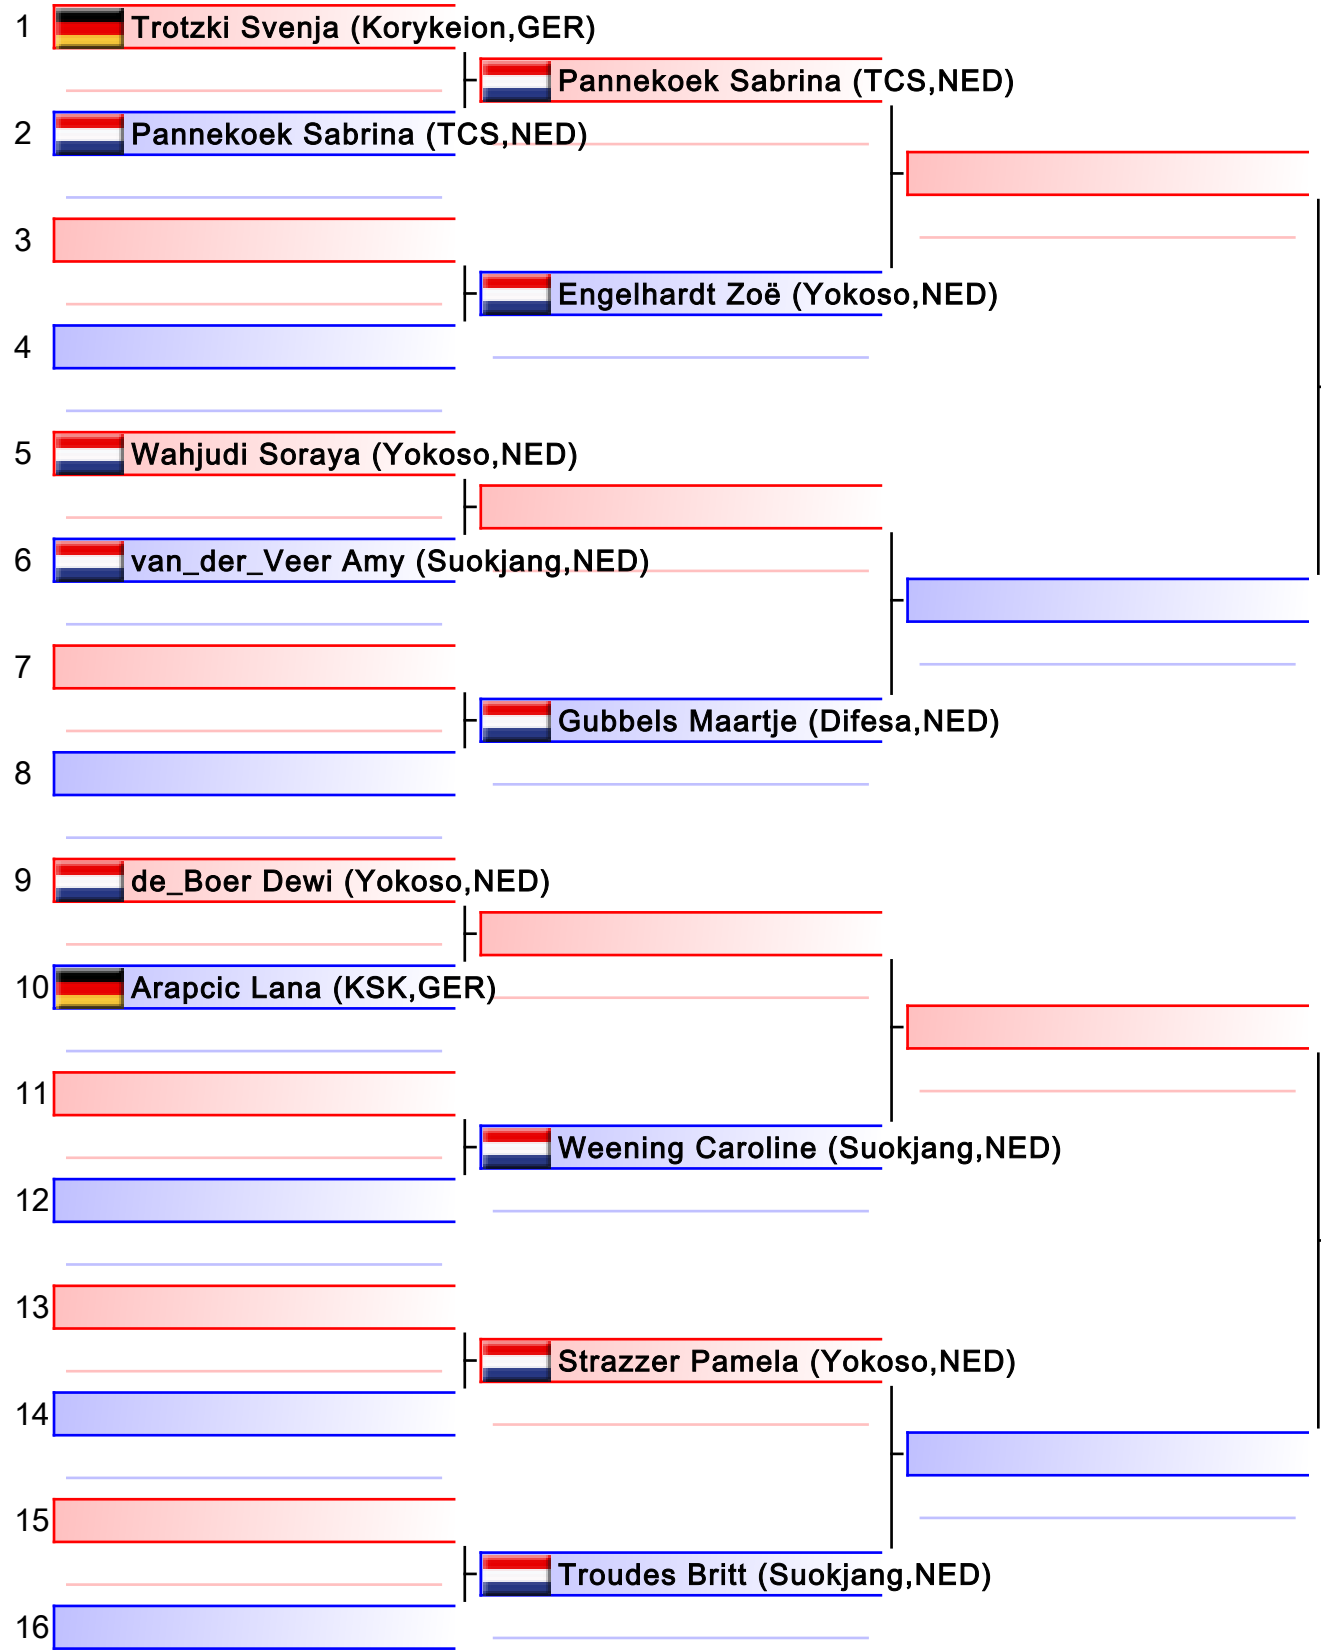 1 Trotzki Svenja (Korykeion,GER)
Pannekoek Sabrina (TCS,NED)
2 Pannekoek Sabrina (TCS,NED)
3
Engelhardt Zoë (Yokoso,NED)
4
5 Wahjudi Soraya (Yokoso,NED)
6 van_der_Veer Amy (Suokjang,NED)
7
Gubbels Maartje (Difesa,NED)
8
9 de_Boer Dewi (Yokoso,NED)
10 Arapcic Lana (KSK,GER)
11
Weening Caroline (Suokjang,NED)
12
13
Strazzer Pamela (Yokoso,NED)
14
15
Troudes Britt (Suokjang,NED)
16